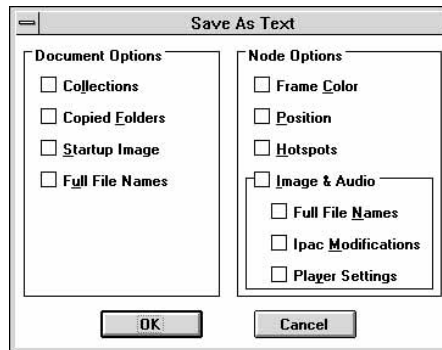 Save As Text
Document Options
Collections
Copied Folders
Startup Image
Full File Names
Node Options
Frame Color
Position
Hotspots
Image & Audio
Full File Names
Ipac Modifications
Player Settings
OK
Cancel